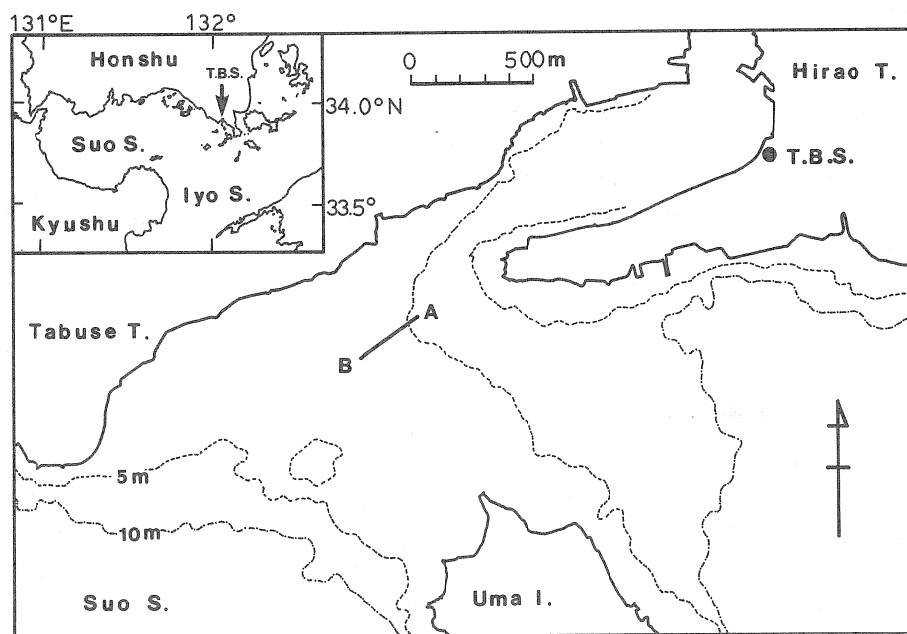 131°E
132°
Honshu
T.B.S.
34.0°N
Suo S.
Iyo S.
33.5°
Kyushu
0 500m
Hirao T.
T.B.S.
Tabuse T.
A
B
5m
10m
Suo S.
Uma I.